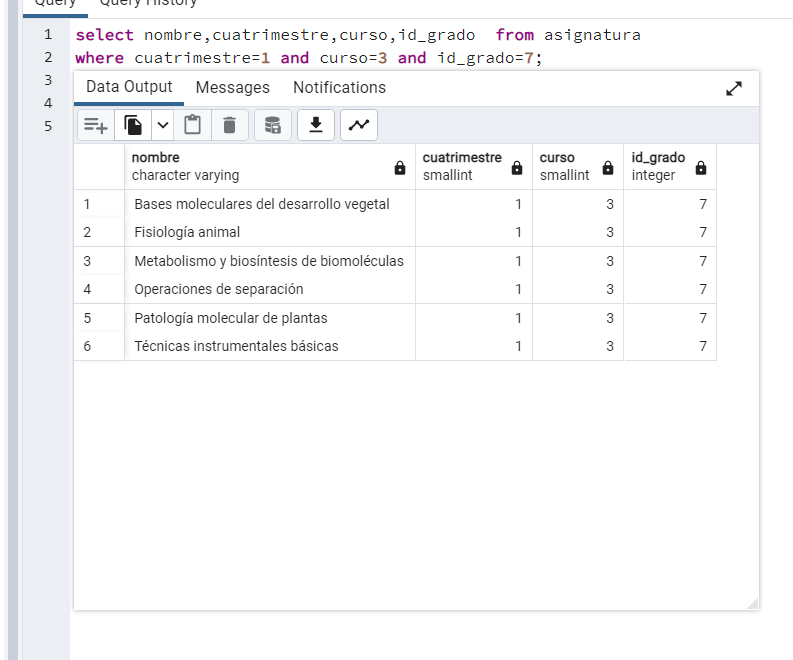 Query Query History
1 select nombre,cuatrimestre,curso,id_grado from asignatura
2 where cuatrimestre=1 and curso=3 and id_grado=7;
3
4
5
Data Output Messages Notifications
nombre cuatrimestre curso id_grado
character varying smallint smallint integer
1 Bases moleculares del desarrollo vegetal 1 3 7
2 Fisiología animal 1 3 7
3 Metabolismo y biosíntesis de biomoléculas 1 3 7
4 Operaciones de separación 1 3 7
5 Patología molecular de plantas 1 3 7
6 Técnicas instrumentales básicas 1 3 7